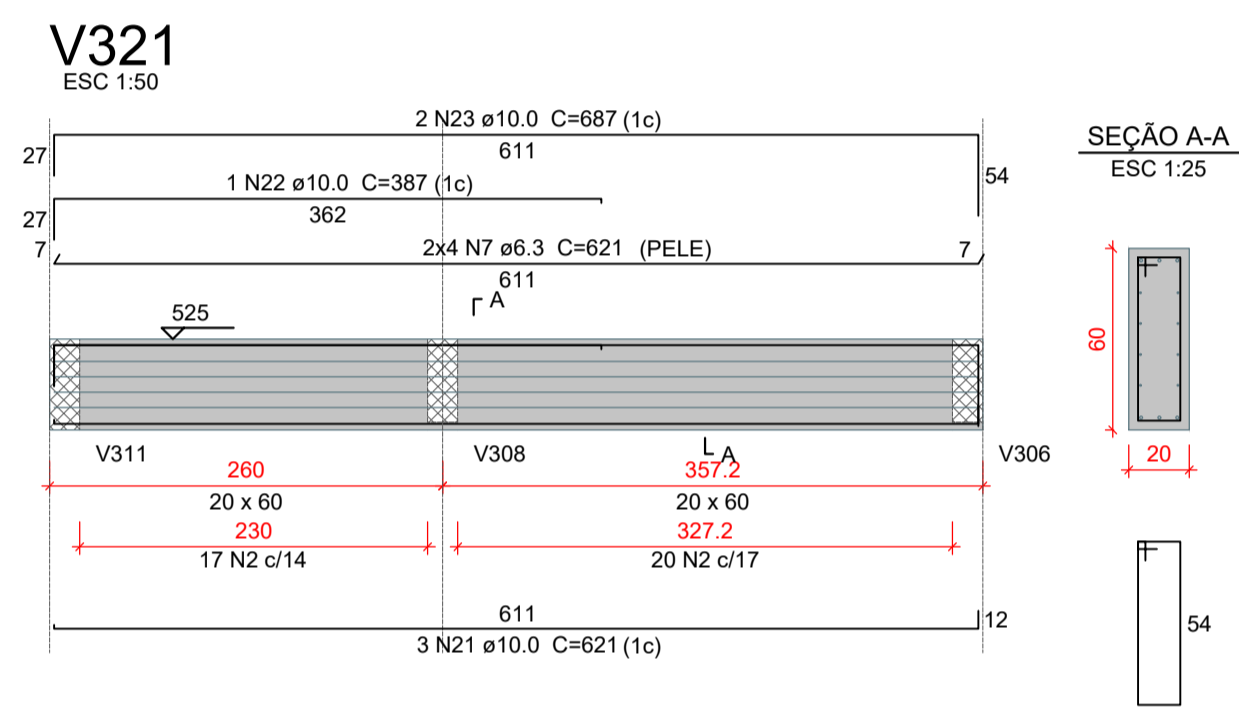 V321
ESC 1:50
2 N23 ø10.0 C=687 (1c)
27
611
54
1 N22 ø10.0 C=387 (1c)
27
362
7
2x4 N7 ø6.3 C=621 (PELE)
7
611
A
525
V311
V308
A
V306
260
357.2
20 x 60
20 x 60
230
327.2
17 N2 c/14
20 N2 c/17
611
12
3 N21 ø10.0 C=621 (1c)
SEÇÃO A-A
ESC 1:25
60
20
54